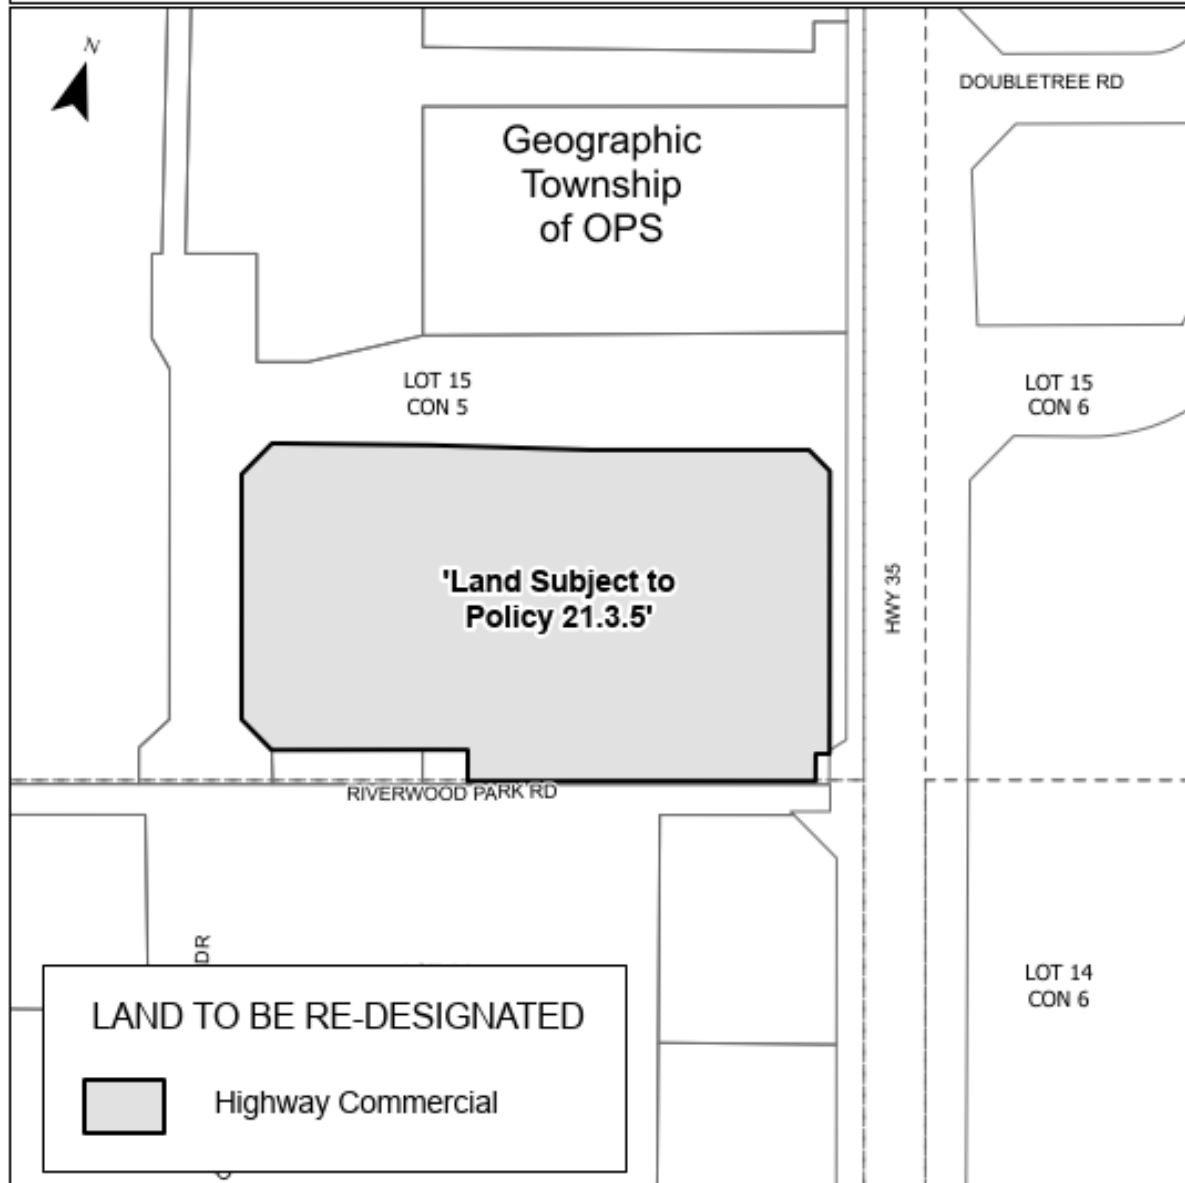 N
DOUBLETREE RD
Geographic
Township
of OPS
LOT 15
CON 5
LOT 15
CON 6
'Land Subject to
Policy 21.3.5'
HWY 35
RIVERWOOD PARK RD
DR
LOT 14
CON 6
LAND TO BE RE-DESIGNATED
Highway Commercial